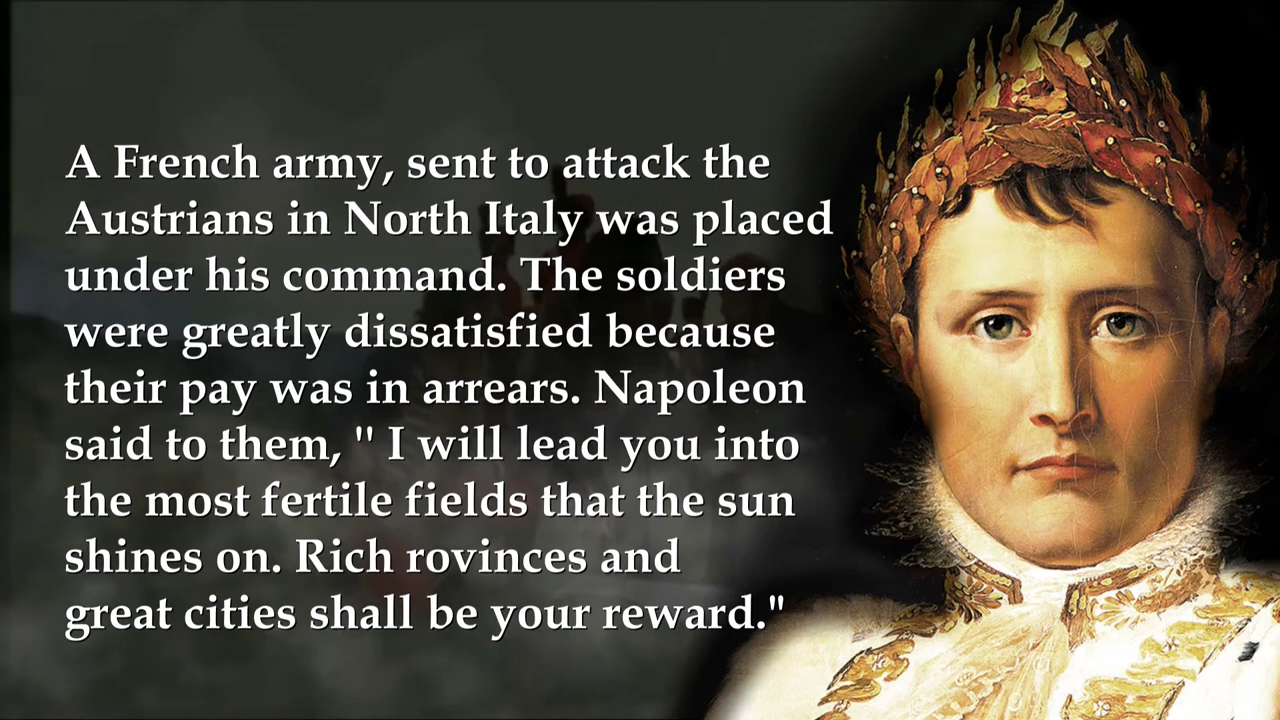 A French army, sent to attack the
Austrians in North Italy was placed
under his command. The soldiers
were greatly dissatisfied because
their pay was in arrears. Napoleon
said to them, " I will lead you into
the most fertile fields that the sun
shines on. Rich rovinces and
great cities shall be your reward."